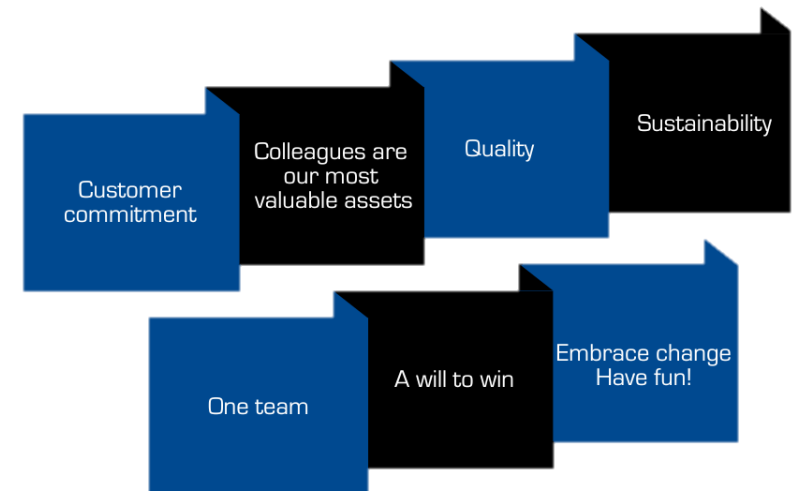 Customer
commitment
Colleagues are
our most
valuable assets
Quality
Sustainability
One team
A will to win
Embrace change
Have fun!